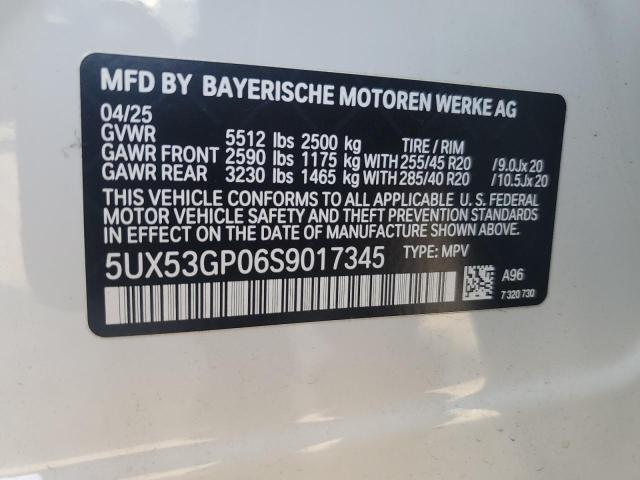 MFD BY BAYERISCHE MOTOREN WERKE AG
04/25
GVWR 5512 lbs 2500 kg TIRE / RIM
GAWR FRONT 2590 lbs 1175 kg WITH 255/45 R20 /9.0Jx20
GAWR REAR 3230 lbs 1465 kg WITH 285/40 R20 /10.5Jx20
THIS VEHICLE CONFORMS TO ALL APPLICABLE U.S. FEDERAL
MOTOR VEHICLE SAFETY AND THEFT PREVENTION STANDARDS
IN EFFECT ON THE DATE OF MANUFACTURE SHOWN ABOVE.
5UX53GP06S9017345 TYPE: MPV
A96
7 320 730